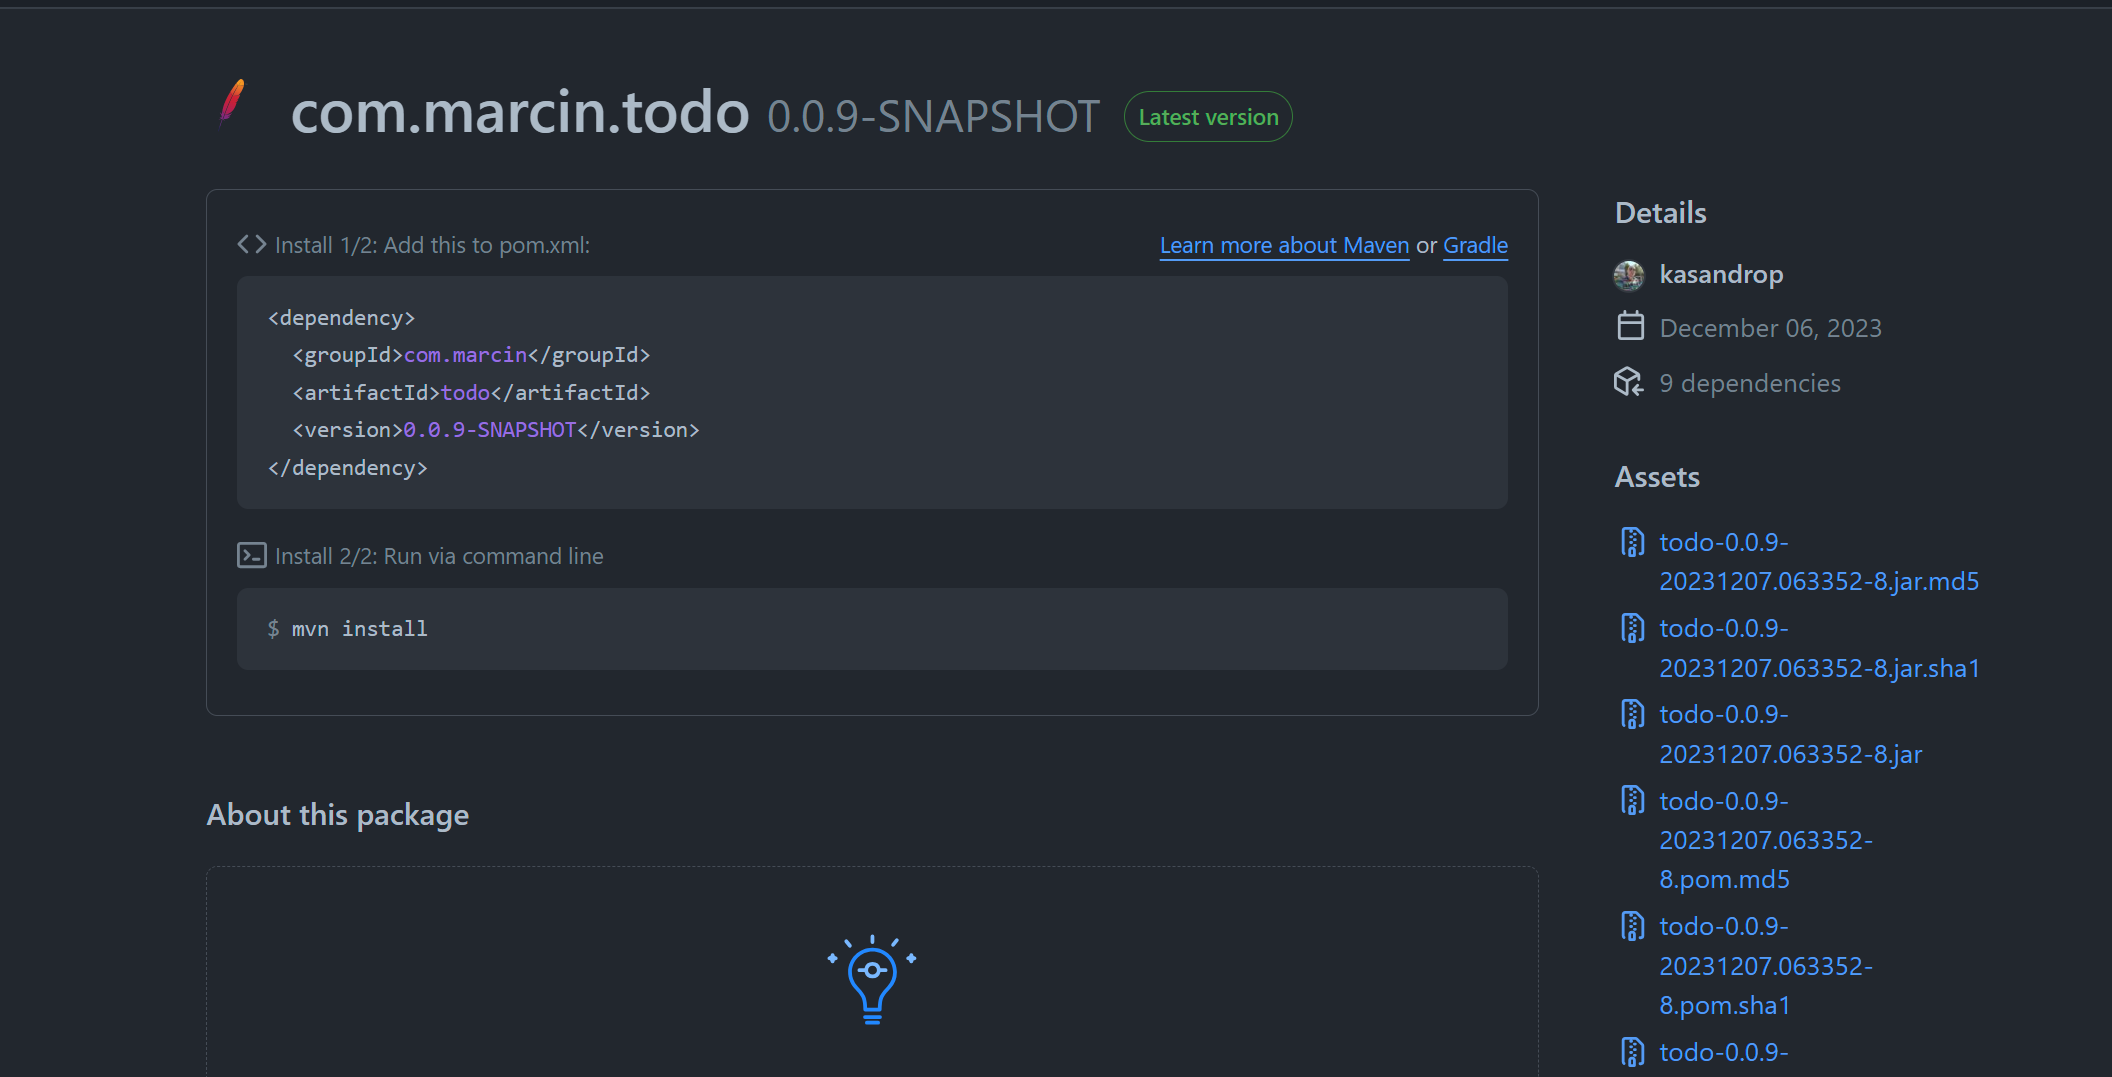 com.marcin.todo 0.0.9-SNAPSHOT Latest version
Install 1/2: Add this to pom.xml:
Learn more about Maven or Gradle
<dependency>
  <groupId>com.marcin</groupId>
  <artifactId>todo</artifactId>
  <version>0.0.9-SNAPSHOT</version>
</dependency>
Install 2/2: Run via command line
$ mvn install
About this package
Details
kasandrop
December 06, 2023
9 dependencies
Assets
todo-0.0.9-
20231207.063352-8.jar.md5
todo-0.0.9-
20231207.063352-8.jar.sha1
todo-0.0.9-
20231207.063352-8.jar
todo-0.0.9-
20231207.063352-
8.pom.md5
todo-0.0.9-
20231207.063352-
8.pom.sha1
todo-0.0.9-